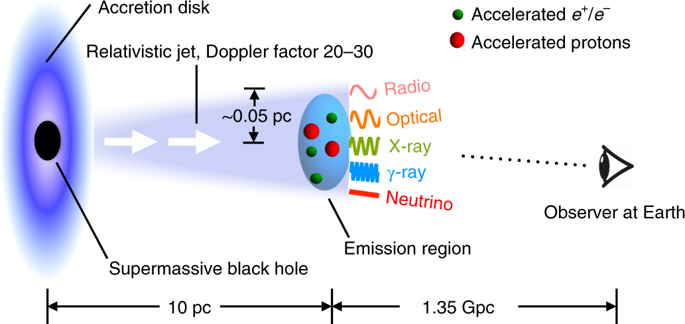 Accretion disk
Accelerated e⁺/e⁻
Accelerated protons
Relativistic jet, Doppler factor 20–30
~0.05 pc
Radio
Optical
X-ray
γ-ray
Neutrino
Observer at Earth
Emission region
Supermassive black hole
10 pc
1.35 Gpc